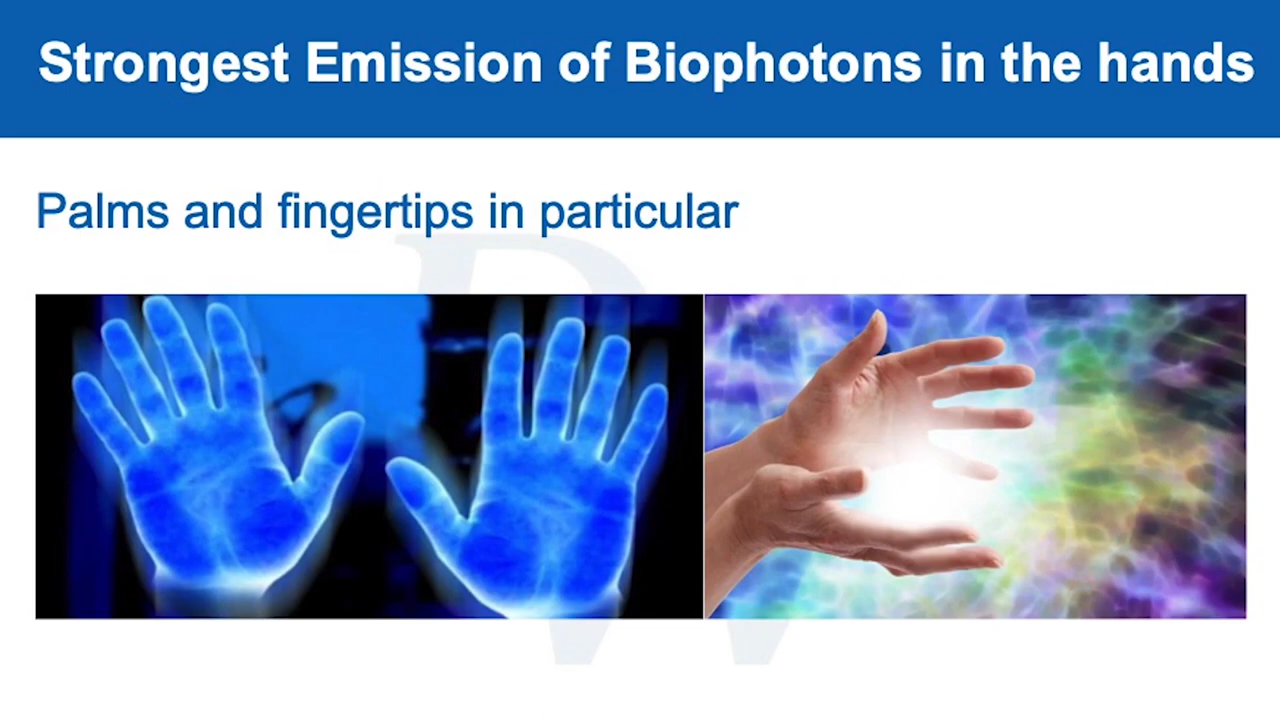 Strongest Emission of Biophotons in the hands
Palms and fingertips in particular